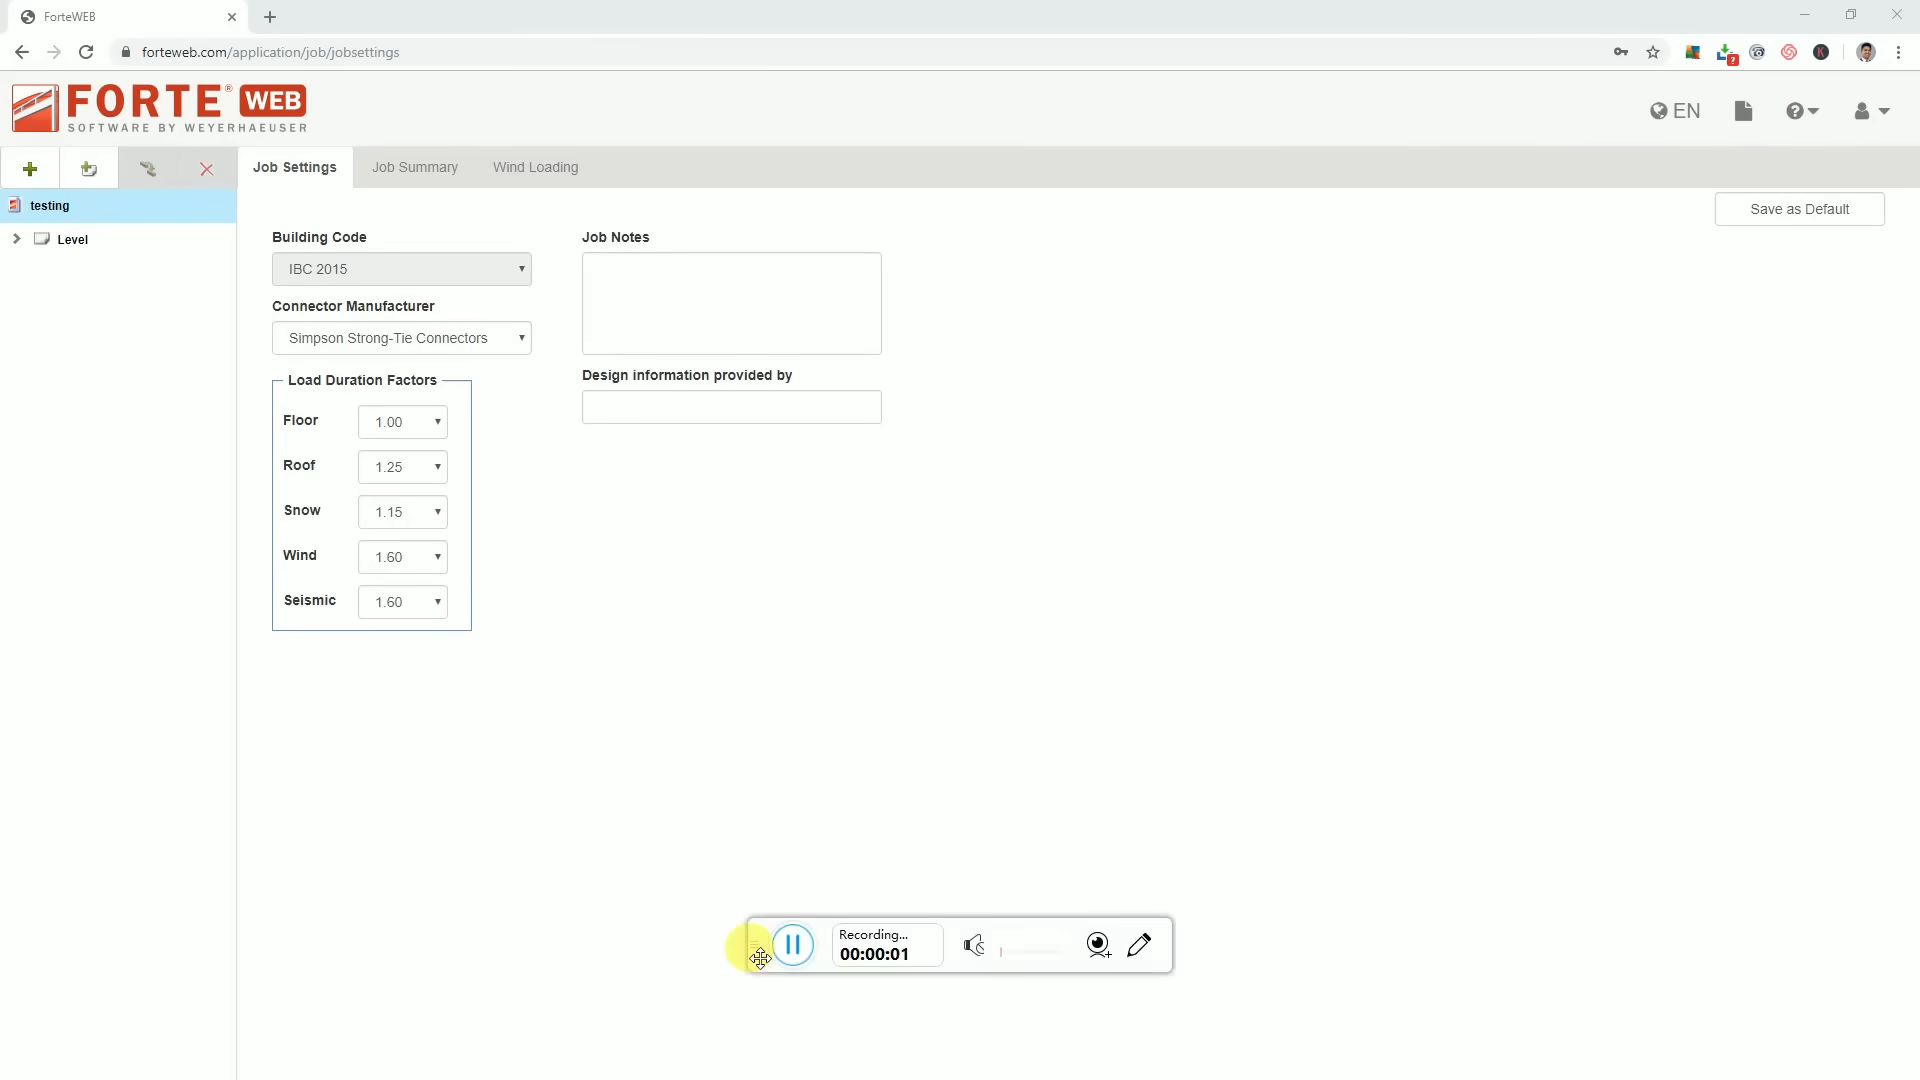 ForteWEB
forteweb.com/application/job/jobsettings
?
FORTE® WEB
SOFTWARE BY WEYERHAEUSER
EN
Job Settings
Job Summary
Wind Loading
testing
Level
Save as Default
Building Code
IBC 2015
Connector Manufacturer
Simpson Strong-Tie Connectors
Load Duration Factors
Floor 1.00
Roof 1.25
Snow 1.15
Wind 1.60
Seismic 1.60
Job Notes
Design information provided by
Recording...
00:00:01